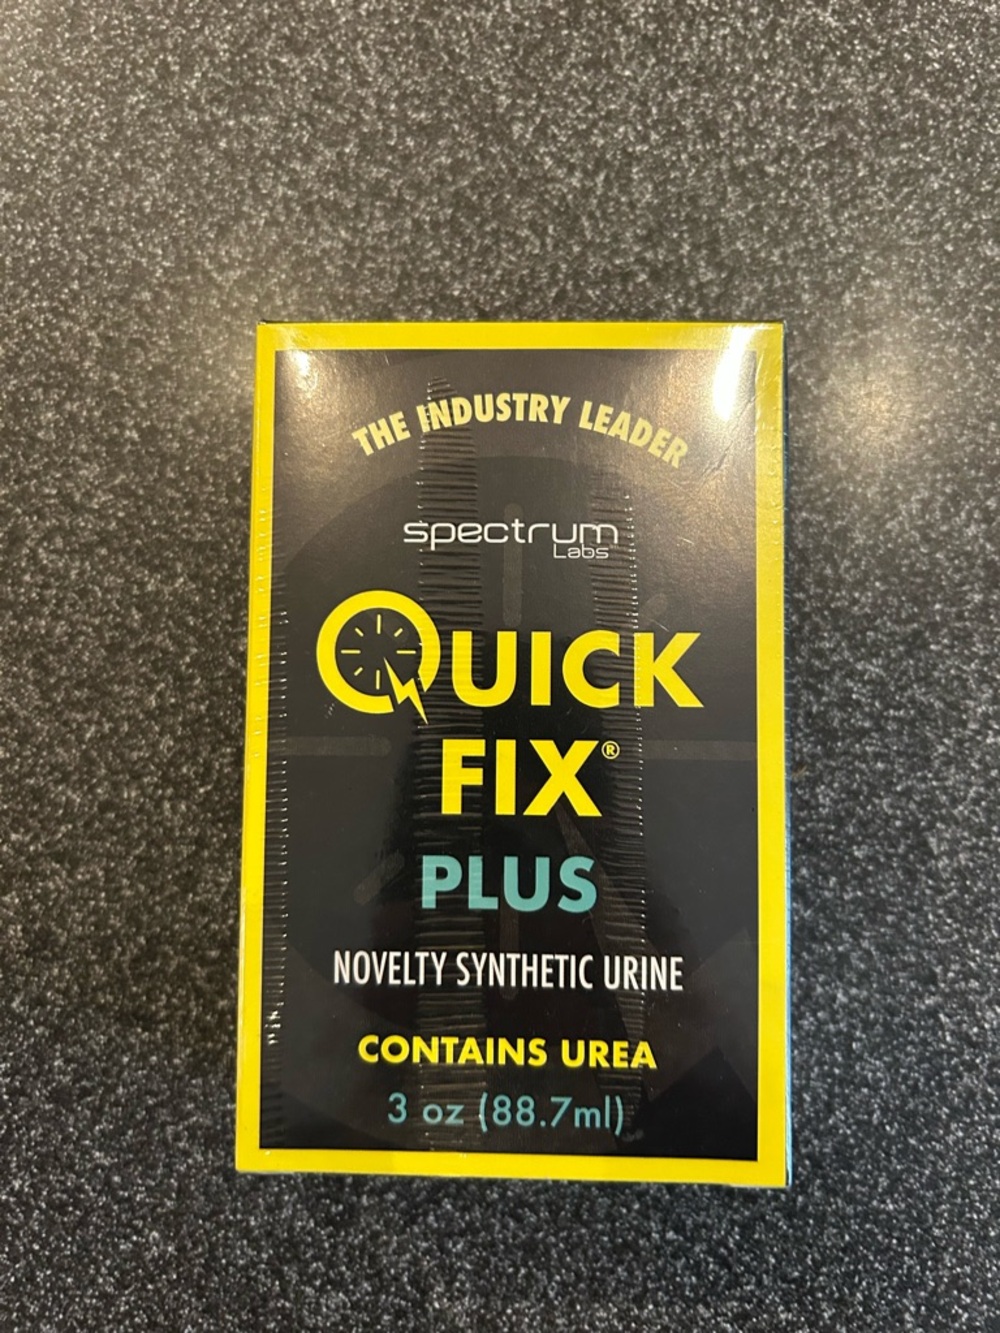 THE INDUSTRY LEADER
spectrum
Labs
QUICK
FIX®
PLUS
NOVELTY SYNTHETIC URINE
CONTAINS UREA
3 oz (88.7ml)